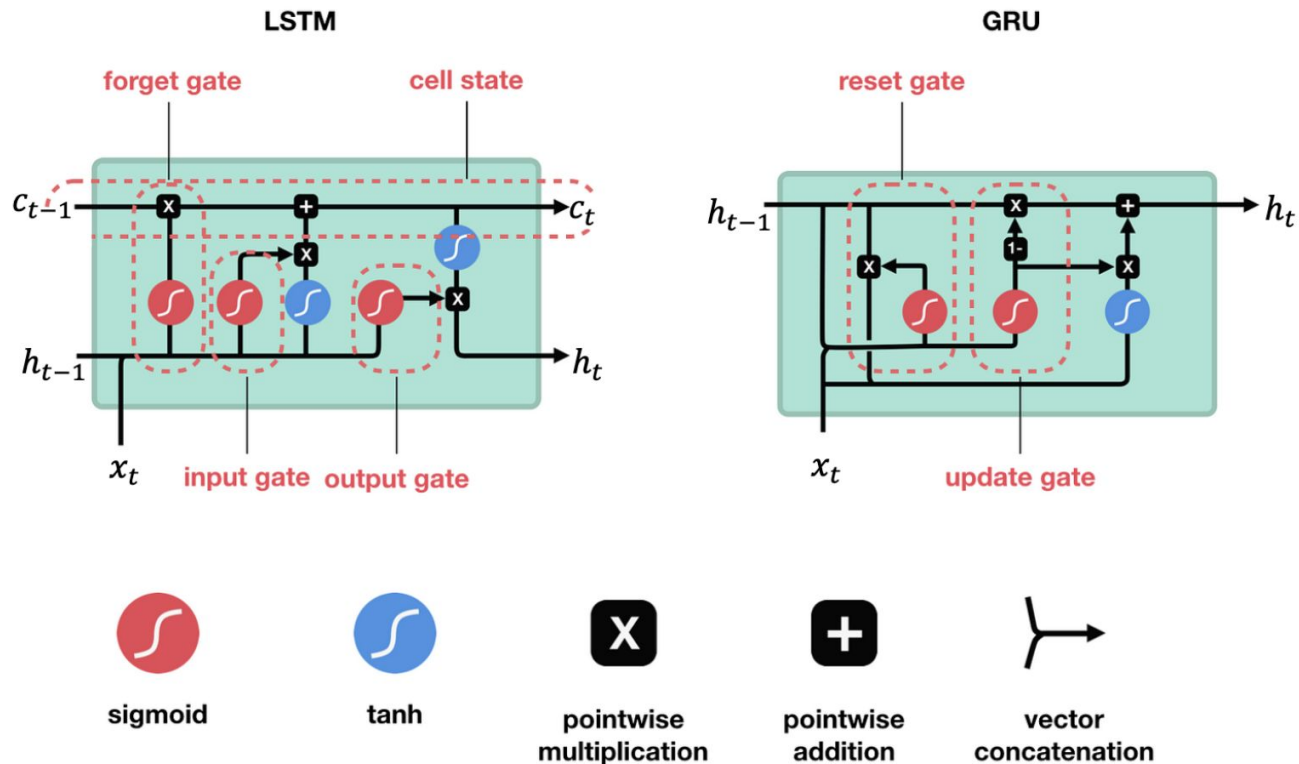 LSTM
GRU
forget gate
cell state
reset gate
c_{t-1}
x
+
c_t
h_{t-1}
x
+
h_t
x
1-
x
x
x
h_{t-1}
h_t
x_t
x_t
input gate
output gate
update gate
x
+
sigmoid
tanh
pointwise
multiplication
pointwise
addition
vector
concatenation